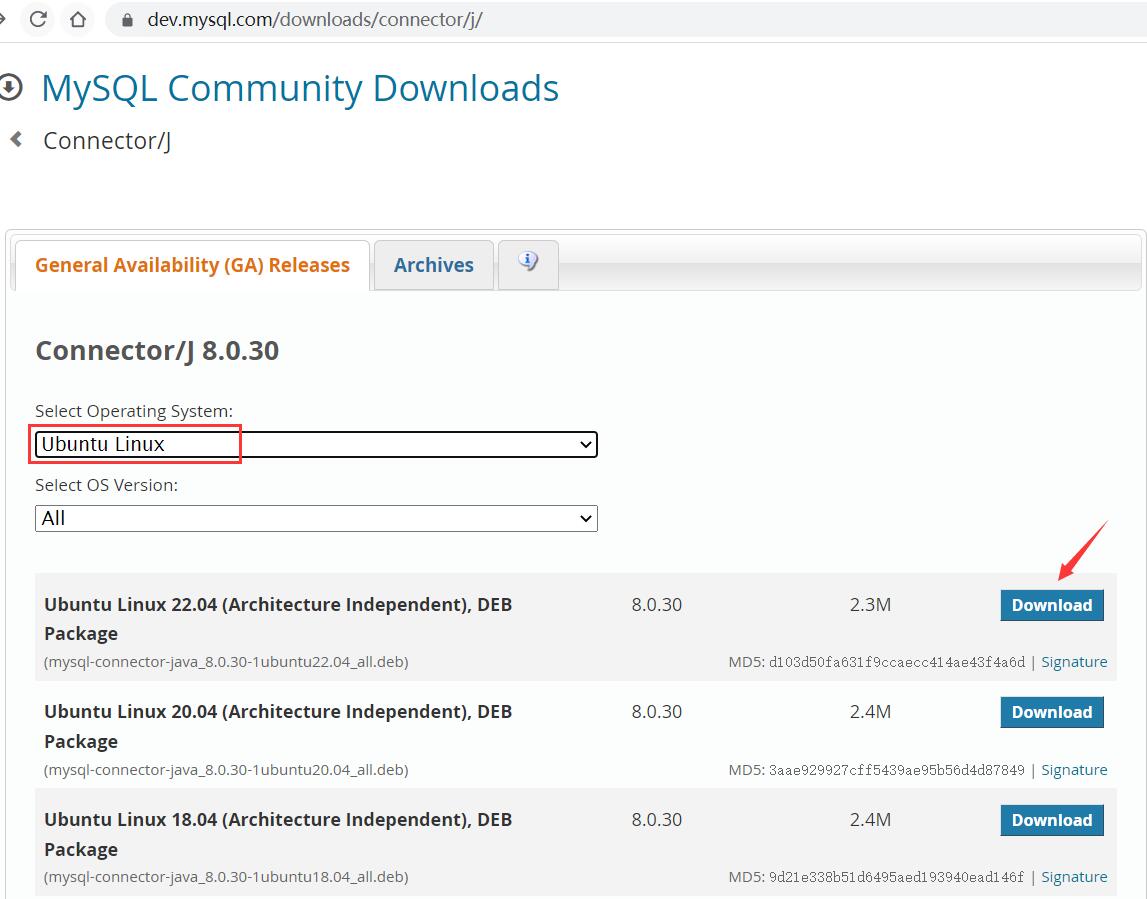 dev.mysql.com/downloads/connector/j/
MySQL Community Downloads
Connector/J
General Availability (GA) Releases
Archives
Connector/J 8.0.30
Select Operating System:
Ubuntu Linux
Select OS Version:
All
Ubuntu Linux 22.04 (Architecture Independent), DEB 8.0.30 2.3M Download
Package
(mysql-connector-java_8.0.30-1ubuntu22.04_all.deb) MD5: d103d50fa631f9ccaecc414ae43f4a6d | Signature
Ubuntu Linux 20.04 (Architecture Independent), DEB 8.0.30 2.4M Download
Package
(mysql-connector-java_8.0.30-1ubuntu20.04_all.deb) MD5: 3aae929927cff5439ae95b56d4d87849 | Signature
Ubuntu Linux 18.04 (Architecture Independent), DEB 8.0.30 2.4M Download
Package
(mysql-connector-java_8.0.30-1ubuntu18.04_all.deb) MD5: 9d21e338b51d6495aed193940ead146f | Signature